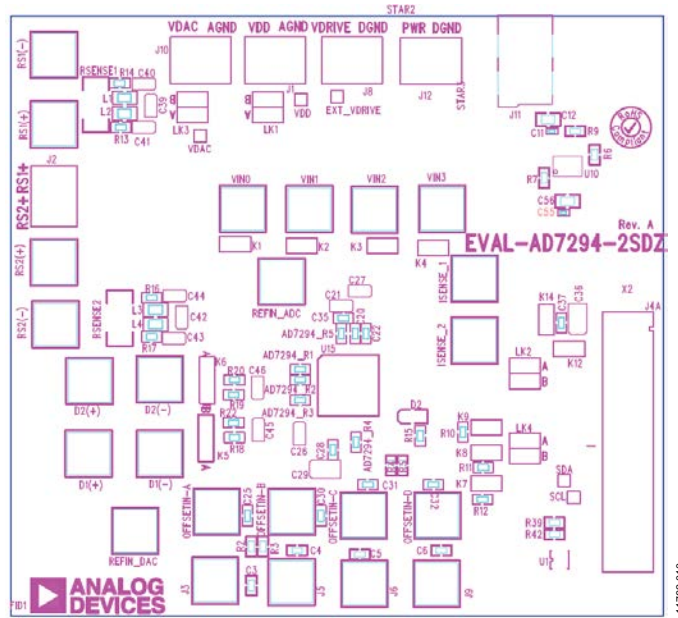 STAR2
VDAC AGND
VDD AGND
VDRIVE DGND
PWR DGND
J10
J1
J8
J12
STAR3
J11
RS1(-)
RSENSE1
R14
C40
L1
L2
C39
R13
C41
RS1(+)
B
A
LK3
VDAC
B
A
LK1
VDD
EXT_VDRIVE
C12
C11
R9
RoHS
Compliant
R6
R7
U10
C56
C55
J2
RS2+RS1+
VIN0
VIN1
VIN2
VIN3
K1
K2
K3
K4
Rev. A
EVAL-AD7294-2SDZ
RS2(+)
REFIN_ADC
ISENSE_1
ISENSE_2
RS2(-)
RSENSE2
R16
C44
L3
L4
C42
R17
C43
C27
C21
C35
C20
C22
AD7294_R5
U15
K14
C37
C36
X2
J4A
K12
K6
A
B
A
K5
R20
C46
R19
R22
C45
R18
AD7294_R1
AD7294_R2
AD7294_R3
AD7294_R4
C26
C28
C29
LK2
A
B
D2
R15
K9
R10
K8
R11
K7
R12
LK4
A
B
SDA
SCL
D2(+)
D2(-)
D1(+)
D1(-)
OFFSETIN-A
C25
OFFSETIN-B
C30
OFFSETIN-C
C31
OFFSETIN-D
C32
REFIN_DAC
R2
R3
C4
C5
C6
R39
R42
U1
J3
C3
J5
J6
J9
FID1
ANALOG
DEVICES